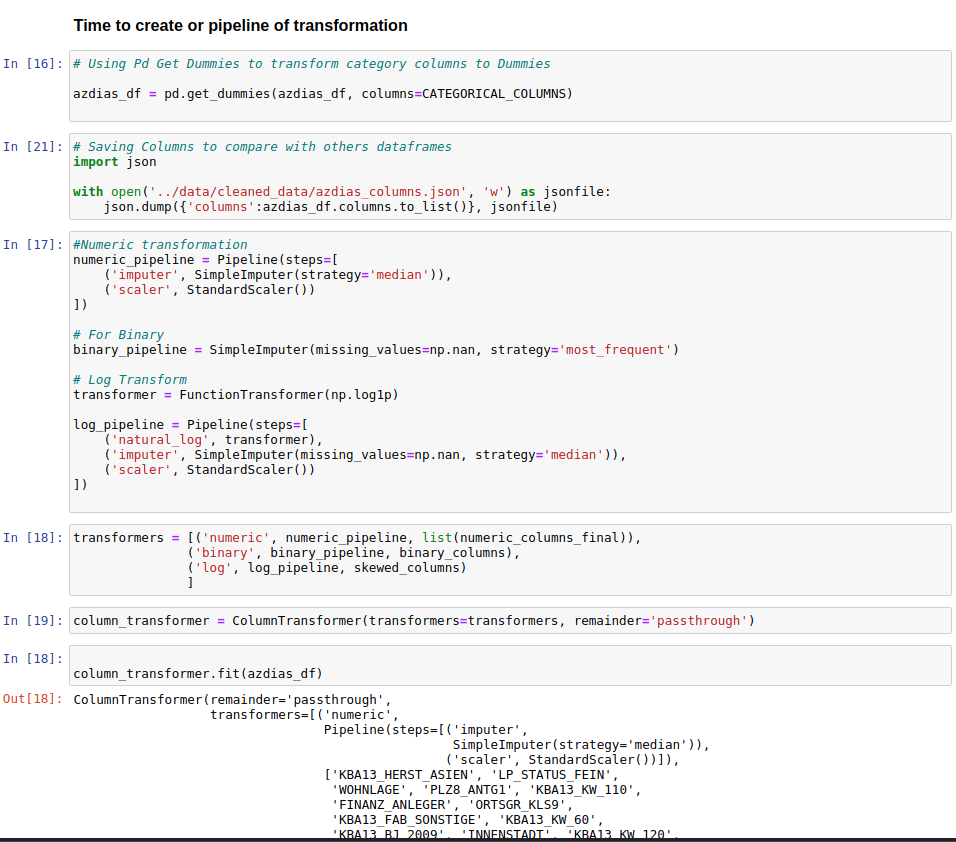 Time to create or pipeline of transformation
In [16]: # Using Pd Get Dummies to transform category columns to Dummies
azdias_df = pd.get_dummies(azdias_df, columns=CATEGORICAL_COLUMNS)
In [21]: # Saving Columns to compare with others dataframes
import json
with open('../data/cleaned_data/azdias_columns.json', 'w') as jsonfile:
    json.dump({'columns':azdias_df.columns.to_list()}, jsonfile)
In [17]: #Numeric transformation
numeric_pipeline = Pipeline(steps=[
    ('imputer', SimpleImputer(strategy='median')),
    ('scaler', StandardScaler())
])
# For Binary
binary_pipeline = SimpleImputer(missing_values=np.nan, strategy='most_frequent')
# Log Transform
transformer = FunctionTransformer(np.log1p)
log_pipeline = Pipeline(steps=[
    ('natural_log', transformer),
    ('imputer', SimpleImputer(missing_values=np.nan, strategy='median')),
    ('scaler', StandardScaler())
])
In [18]: transformers = [('numeric', numeric_pipeline, list(numeric_columns_final)),
               ('binary', binary_pipeline, binary_columns),
               ('log', log_pipeline, skewed_columns)
               ]
In [19]: column_transformer = ColumnTransformer(transformers=transformers, remainder='passthrough')
In [18]:
column_transformer.fit(azdias_df)
Out[18]: ColumnTransformer(remainder='passthrough',
                  transformers=[('numeric',
                                 Pipeline(steps=[('imputer',
                                                  SimpleImputer(strategy='median')),
                                                 ('scaler', StandardScaler())]),
                                 ['KBA13_HERST_ASIEN', 'LP_STATUS_FEIN',
                                  'WOHNLAGE', 'PLZ8_ANTG1', 'KBA13_KW_110',
                                  'FINANZ_ANLEGER', 'ORTSGR_KLS9',
                                  'KBA13_FAB_SONSTIGE', 'KBA13_KW_60',
                                  'KBA13_BJ_2009', 'INNENSTADT', 'KBA13_KW_120',